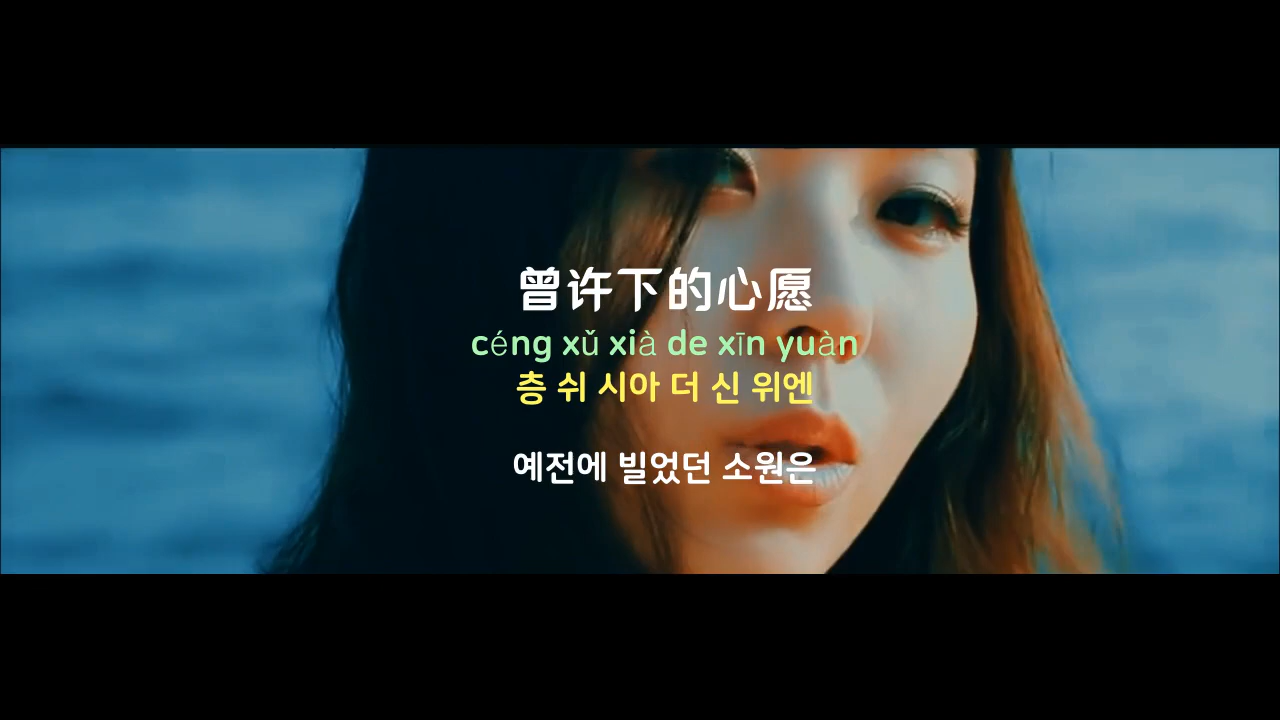 曾许下的心愿
céng xǔ xià de xīn yuàn
층 쉬 시아 더 신 위엔
예전에 빌었던 소원은